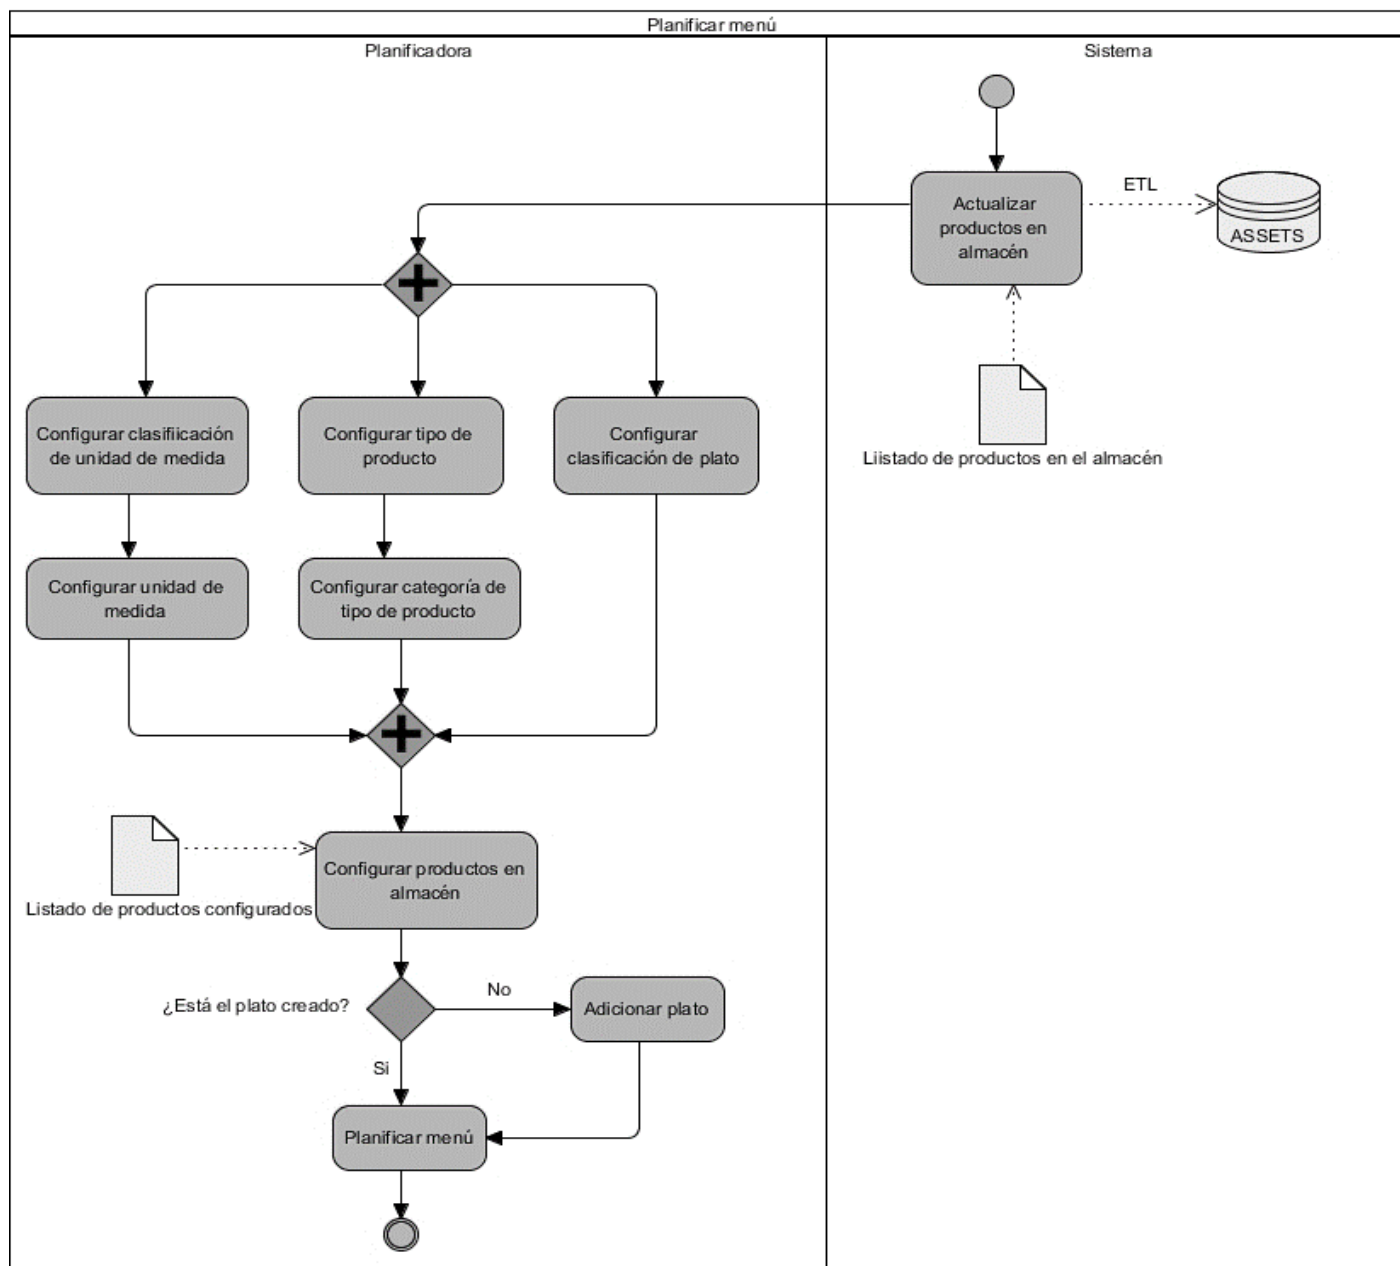 Planificar menú
Planificadora
Sistema
ETL
Actualizar
productos en
almacén
ASSETS
Configurar clasifiicación
de unidad de medida
Configurar tipo de
producto
Configurar
clasificación de plato
Liistado de productos en el almacén
Configurar unidad de
medida
Configurar categoría de
tipo de producto
Configurar productos en
almacén
Listado de productos configurados
¿Está el plato creado?
No
Adicionar plato
Si
Planificar menú